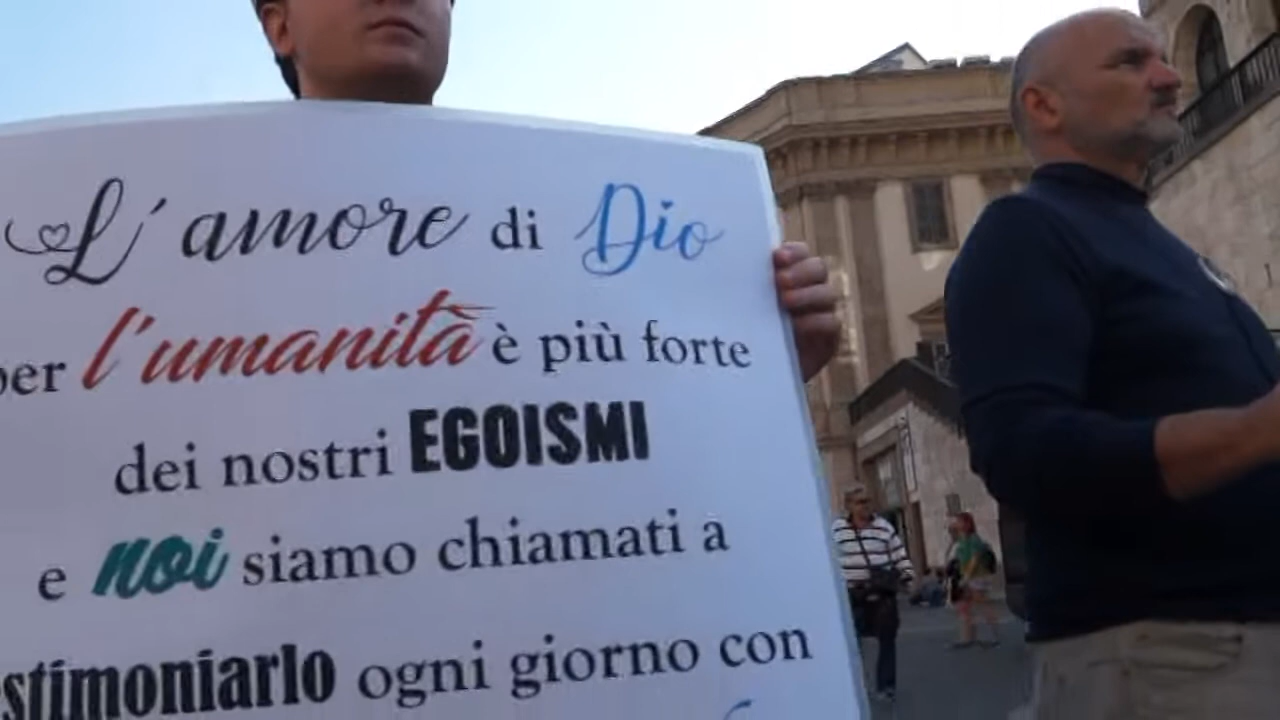 L'amore di Dio
per l'umanità è più forte
dei nostri EGOISMI
e noi siamo chiamati a
stimoniarlo ogni giorno con